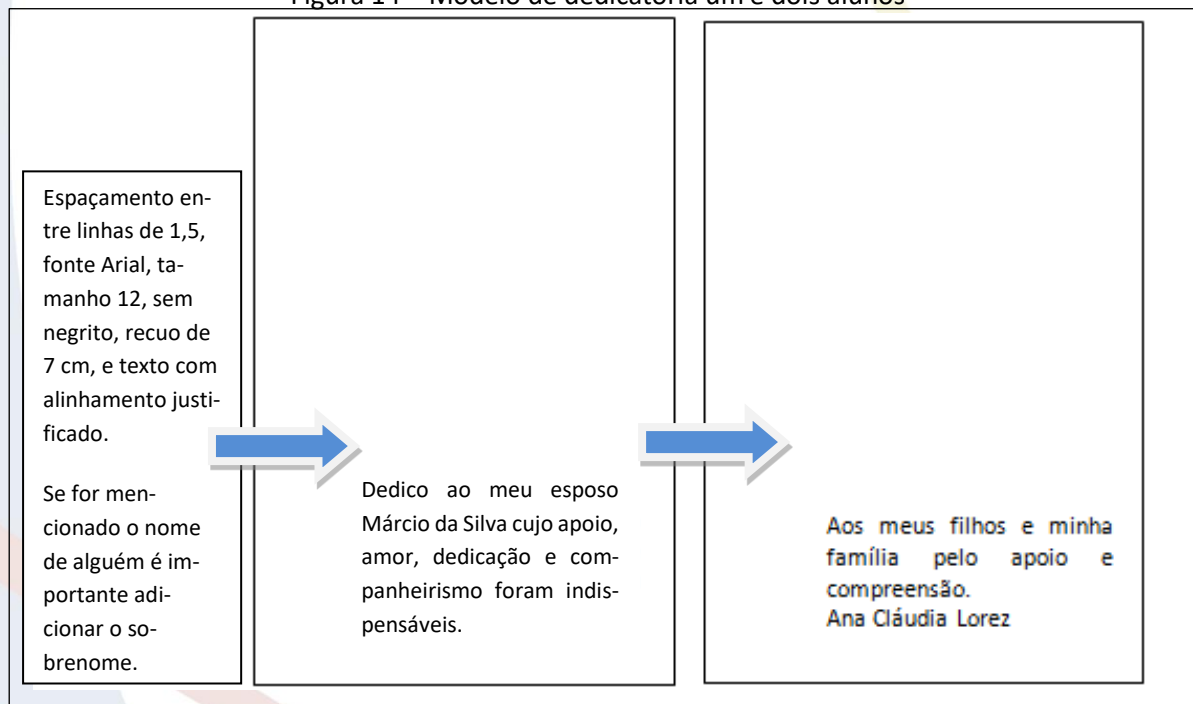 Figura 14 – Modelo de dedicatória um e dois alunos
Espaçamento en-
tre linhas de 1,5,
fonte Arial, ta-
manho 12, sem
negrito, recuo de
7 cm, e texto com
alinhamento justi-
ficado.
Se for men-
cionado o nome
de alguém é im-
portante adi-
cionar o so-
brenome.
Dedico ao meu esposo
Márcio da Silva cujo apoio,
amor, dedicação e com-
panheirismo foram indis-
pensáveis.
Aos meus filhos e minha
família pelo apoio e
compreensão.
Ana Cláudia Lorez